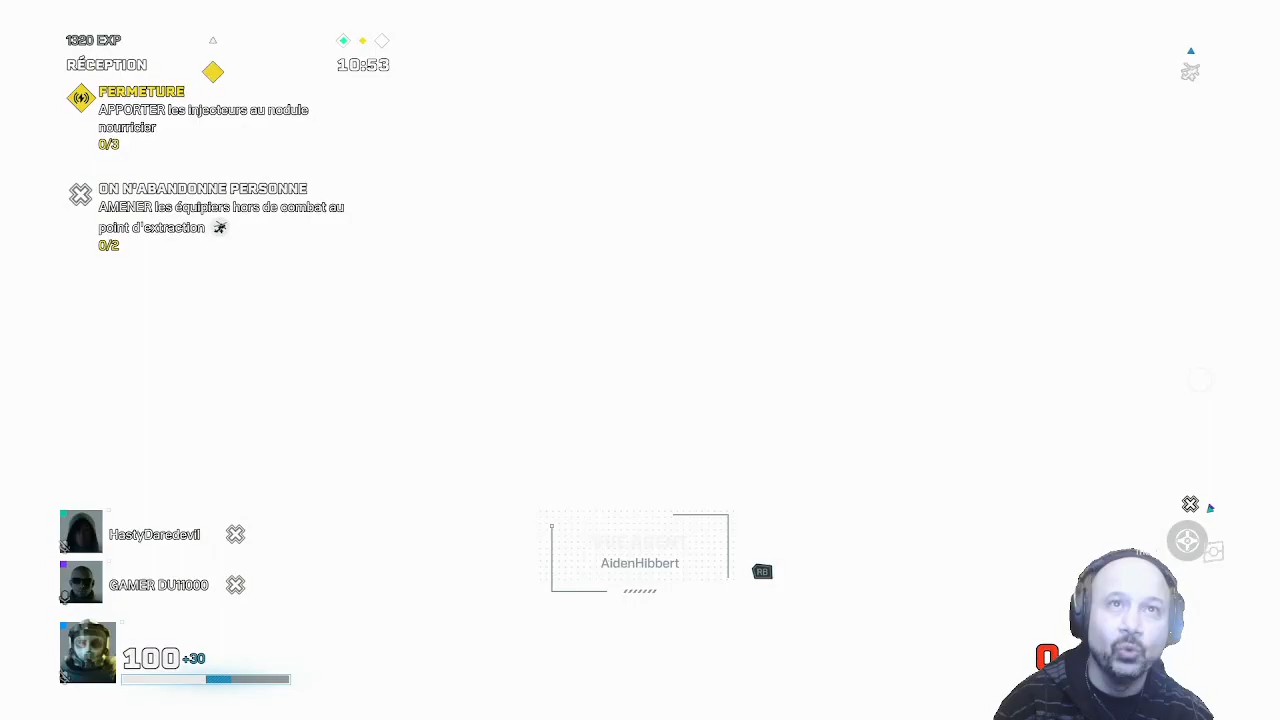 1320 EXP
RÉCEPTION
10:53
FERMETURE
APPORTER les injecteurs au nodule
nourricier
0/3
ON N'ABANDONNE PERSONNE
AMENER les équipiers hors de combat au
point d'extraction
0/2
HastyDaredevil
GAMER DU11000
AidenHibbert
RB
100 +30
0